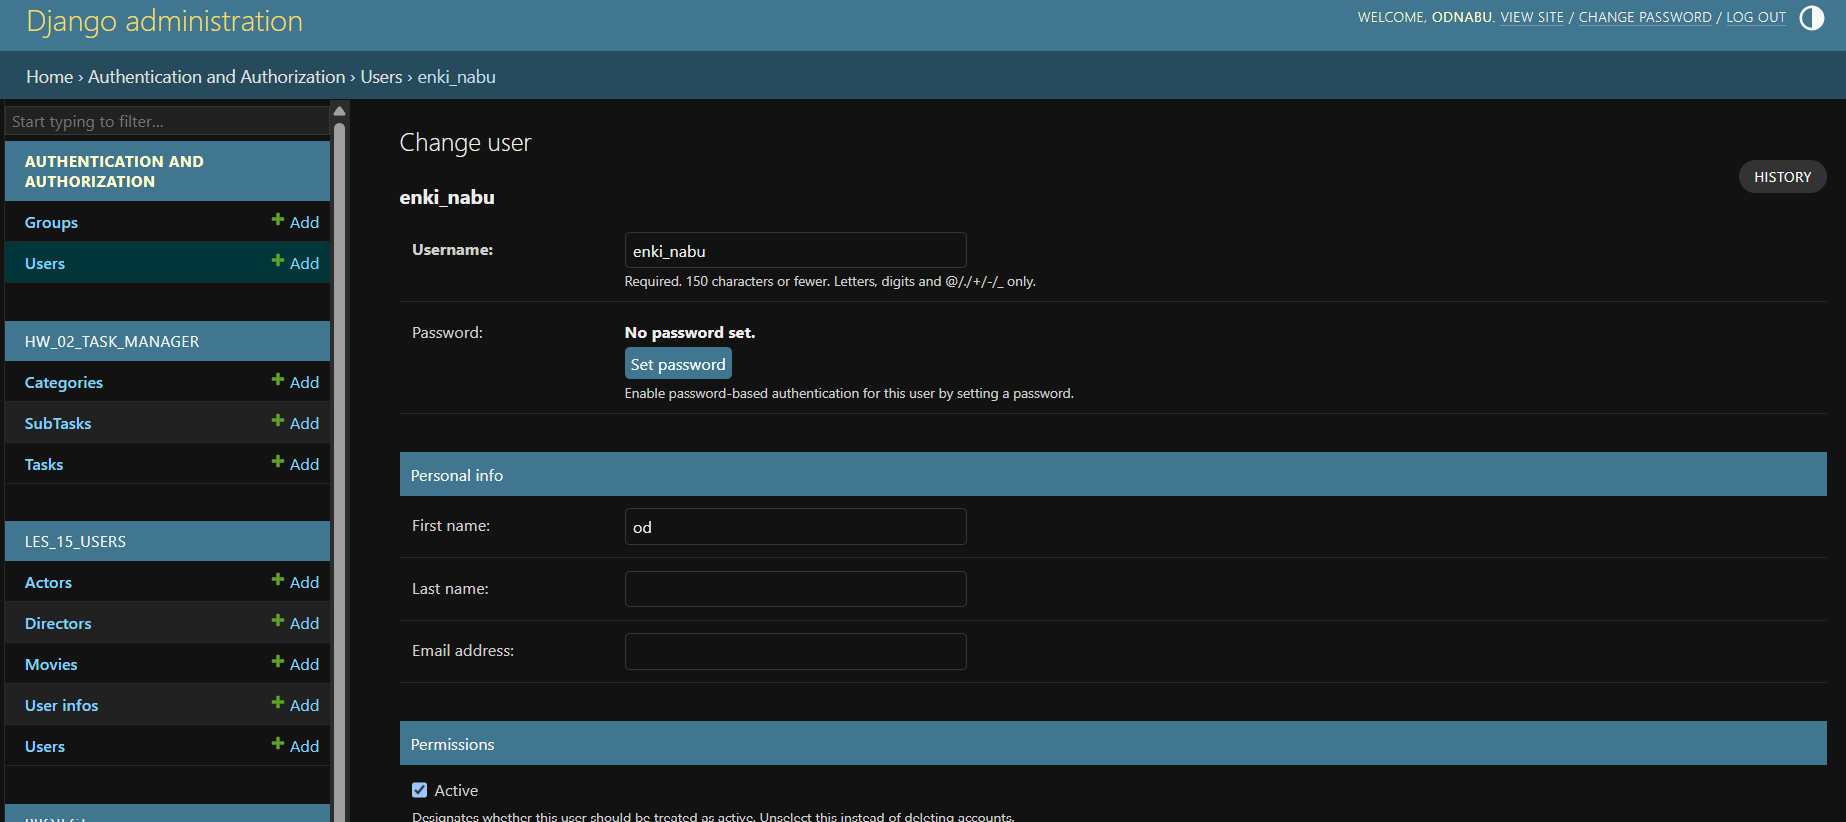 Django administration
WELCOME, ODNABU. VIEW SITE / CHANGE PASSWORD / LOG OUT
Home › Authentication and Authorization › Users › enki_nabu
Start typing to filter...
AUTHENTICATION AND
AUTHORIZATION
Groups
Add
Users
Add
HW_02_TASK_MANAGER
Categories
Add
SubTasks
Add
Tasks
Add
LES_15_USERS
Actors
Add
Directors
Add
Movies
Add
User infos
Add
Users
Add
Change user
HISTORY
enki_nabu
Username:
enki_nabu
Required. 150 characters or fewer. Letters, digits and @/./+/-/_ only.
Password:
No password set.
Set password
Enable password-based authentication for this user by setting a password.
Personal info
First name:
od
Last name:
Email address:
Permissions
Active
Designates whether this user should be treated as active. Unselect this instead of deleting accounts.